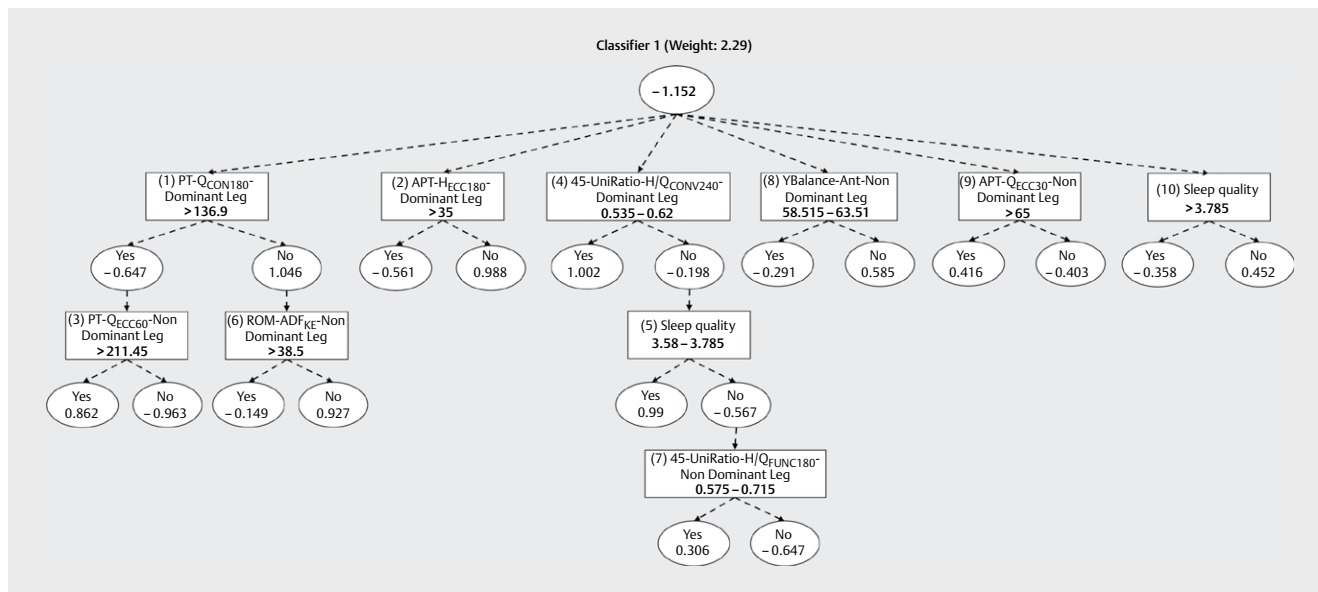 Classifier 1 (Weight: 2.29)
– 1.152
(1) PT-QCON180-
Dominant Leg
>136.9
(2) APT-HECC180-
Dominant Leg
>35
(4) 45-UniRatio-H/QCONV240-
Dominant Leg
0.535 – 0.62
(8) YBalance-Ant-Non
Dominant Leg
58.515 – 63.51
(9) APT-QECC30-Non
Dominant Leg
>65
(10) Sleep quality
>3.785
Yes
– 0.647
No
1.046
Yes
– 0.561
No
0.988
Yes
1.002
No
– 0.198
Yes
– 0.291
No
0.585
Yes
0.416
No
– 0.403
Yes
– 0.358
No
0.452
(3) PT-QECC60-Non
Dominant Leg
>211.45
(6) ROM-ADFKE-Non
Dominant Leg
>38.5
(5) Sleep quality
3.58 – 3.785
Yes
0.862
No
– 0.963
Yes
– 0.149
No
0.927
Yes
0.99
No
– 0.567
(7) 45-UniRatio-H/QFUNC180-
Non Dominant Leg
0.575 – 0.715
Yes
0.306
No
– 0.647